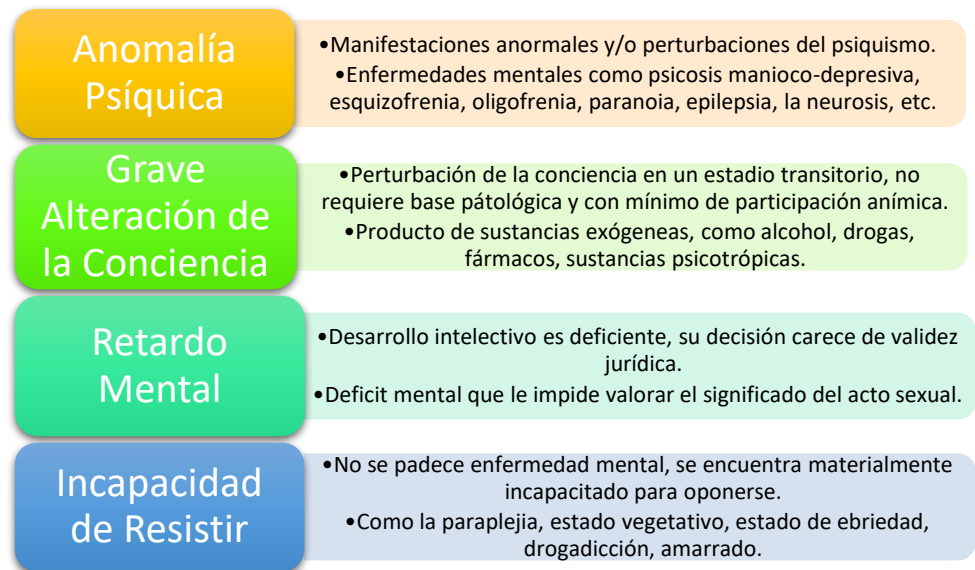 Anomalía
Psíquica
•Manifestaciones anormales y/o perturbaciones del psiquismo.
•Enfermedades mentales como psicosis manioco-depresiva,
esquizofrenia, oligofrenia, paranoia, epilepsia, la neurosis, etc.
Grave
Alteración de
la Conciencia
•Perturbación de la conciencia en un estadio transitorio, no
requiere base pátológica y con mínimo de participación anímica.
•Producto de sustancias exógeneas, como alcohol, drogas,
fármacos, sustancias psicotrópicas.
Retardo
Mental
•Desarrollo intelectivo es deficiente, su decisión carece de validez
jurídica.
•Deficit mental que le impide valorar el significado del acto sexual.
Incapacidad
de Resistir
•No se padece enfermedad mental, se encuentra materialmente
incapacitado para oponerse.
•Como la paraplejia, estado vegetativo, estado de ebriedad,
drogadicción, amarrado.